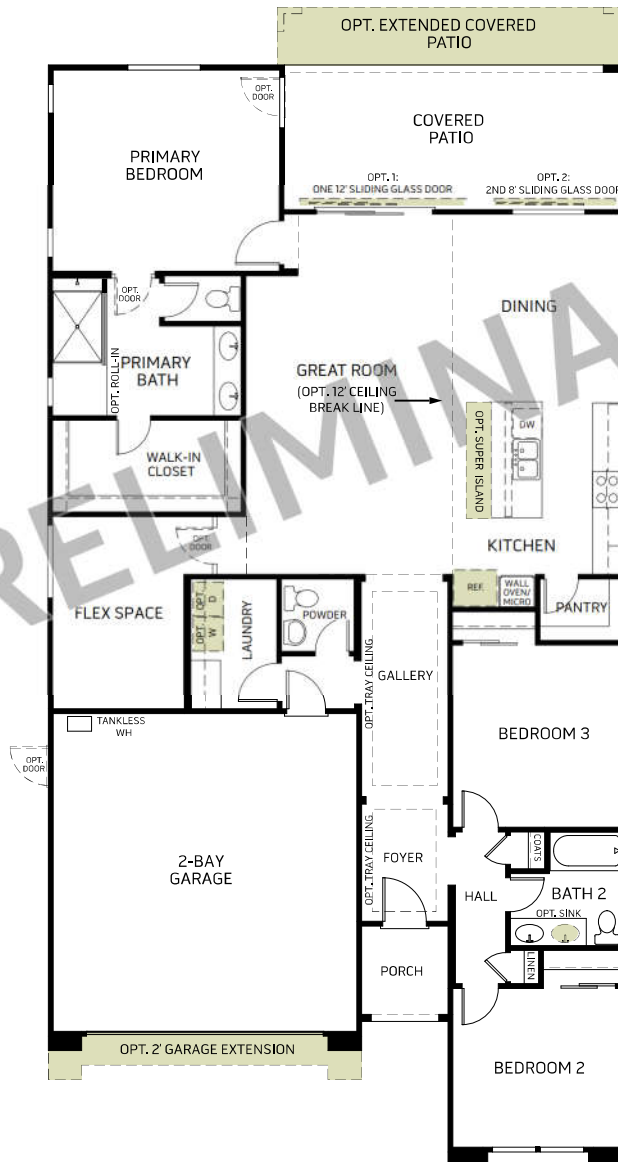 OPT. EXTENDED COVERED
PATIO
OPT.
DOOR
COVERED
PATIO
PRIMARY
BEDROOM
OPT. 1:
ONE 12' SLIDING GLASS DOOR
OPT. 2:
2ND 8' SLIDING GLASS DOOR
OPT.
DOOR
DINING
OPT. ROLL-IN
PRIMARY
BATH
GREAT ROOM
(OPT. 12' CEILING
BREAK LINE)
DW
OPT. SUPER ISLAND
WALK-IN
CLOSET
RELIMINA
OPT.
DOOR
KITCHEN
REF.
WALL
OVEN/
MICRO
PANTRY
FLEX SPACE
OPT. D
OPT. W
LAUNDRY
POWDER
OPT. TRAY CEILING
GALLERY
TANKLESS
WH
BEDROOM 3
OPT.
DOOR
2-BAY
GARAGE
OPT. TRAY CEILING
FOYER
COATS
HALL
BATH 2
OPT. SINK
PORCH
LINEN
OPT. 2' GARAGE EXTENSION
BEDROOM 2